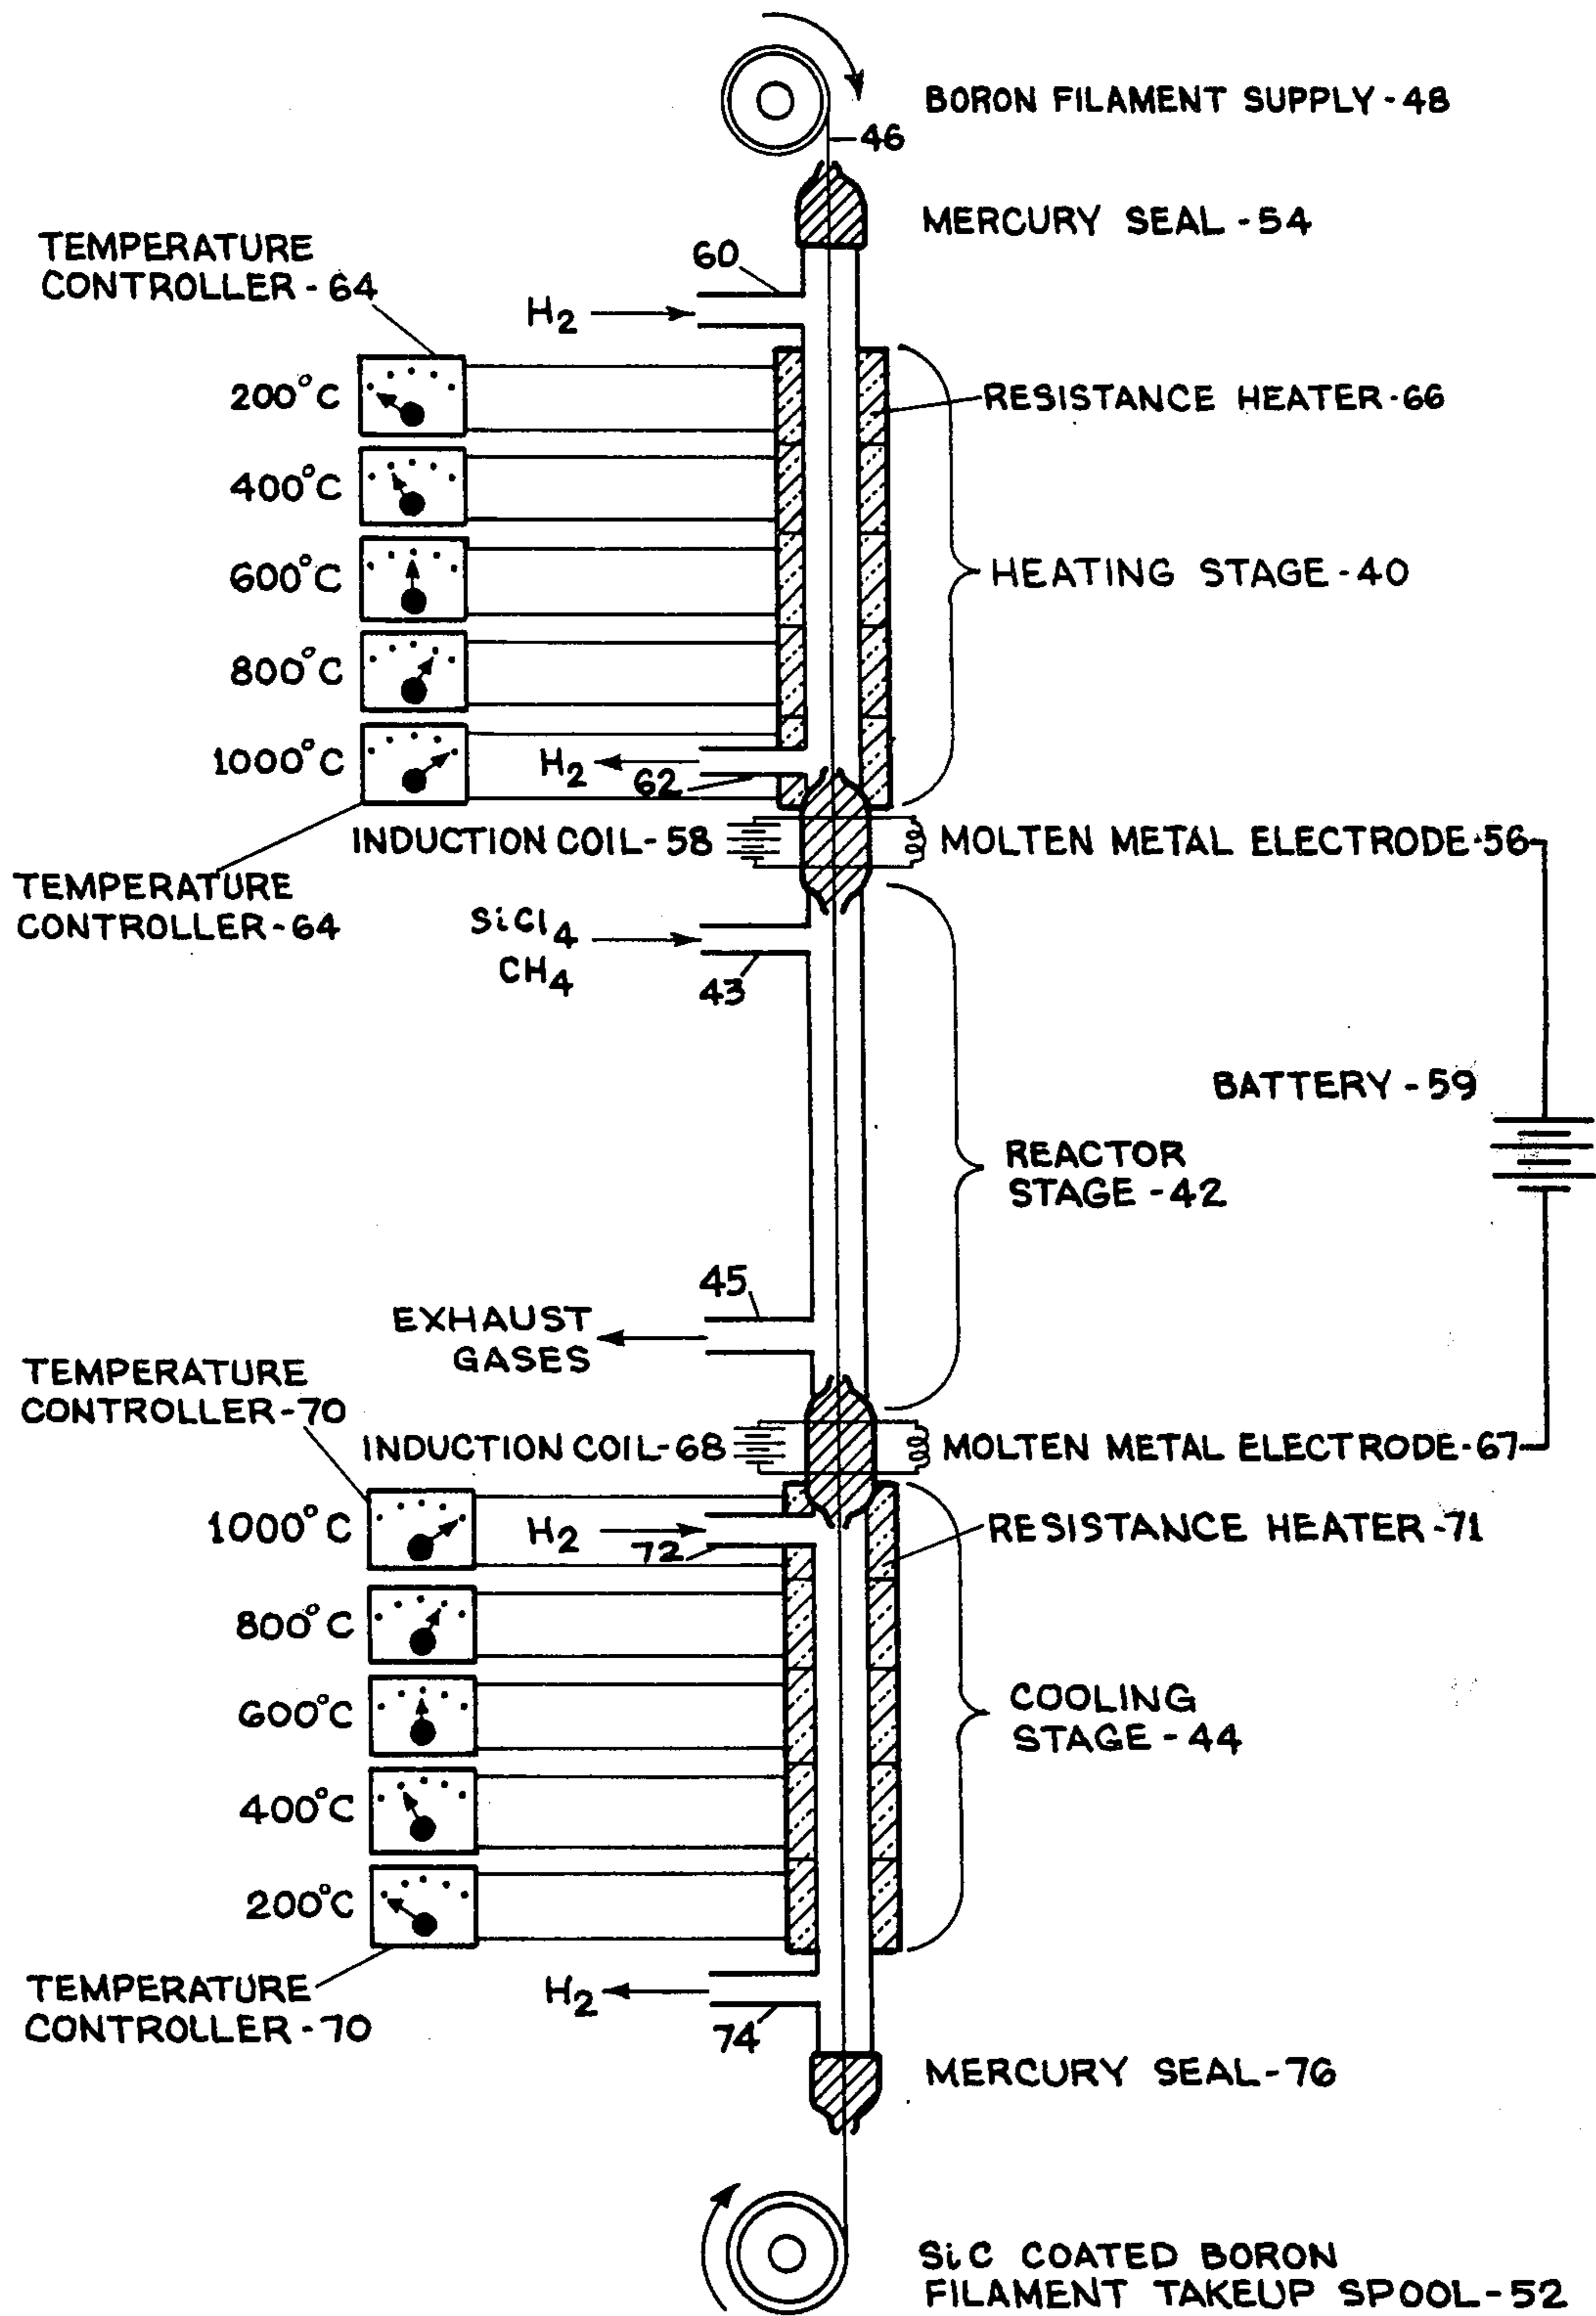 BORON FILAMENT SUPPLY - 48
46
MERCURY SEAL - 54
TEMPERATURE
CONTROLLER - 64
60
H2
200°C
RESISTANCE HEATER - 66
400°C
600°C
HEATING STAGE - 40
800°C
1000°C
H2
62
INDUCTION COIL - 58
MOLTEN METAL ELECTRODE - 56
TEMPERATURE
CONTROLLER - 64
SiCl4
CH4
43
BATTERY - 59
REACTOR
STAGE - 42
45
EXHAUST
GASES
TEMPERATURE
CONTROLLER - 70
INDUCTION COIL - 68
MOLTEN METAL ELECTRODE - 67
1000°C
H2
72
RESISTANCE HEATER - 71
800°C
600°C
COOLING
STAGE - 44
400°C
200°C
TEMPERATURE
CONTROLLER - 70
H2
74
MERCURY SEAL - 76
SiC COATED BORON
FILAMENT TAKEUP SPOOL - 52